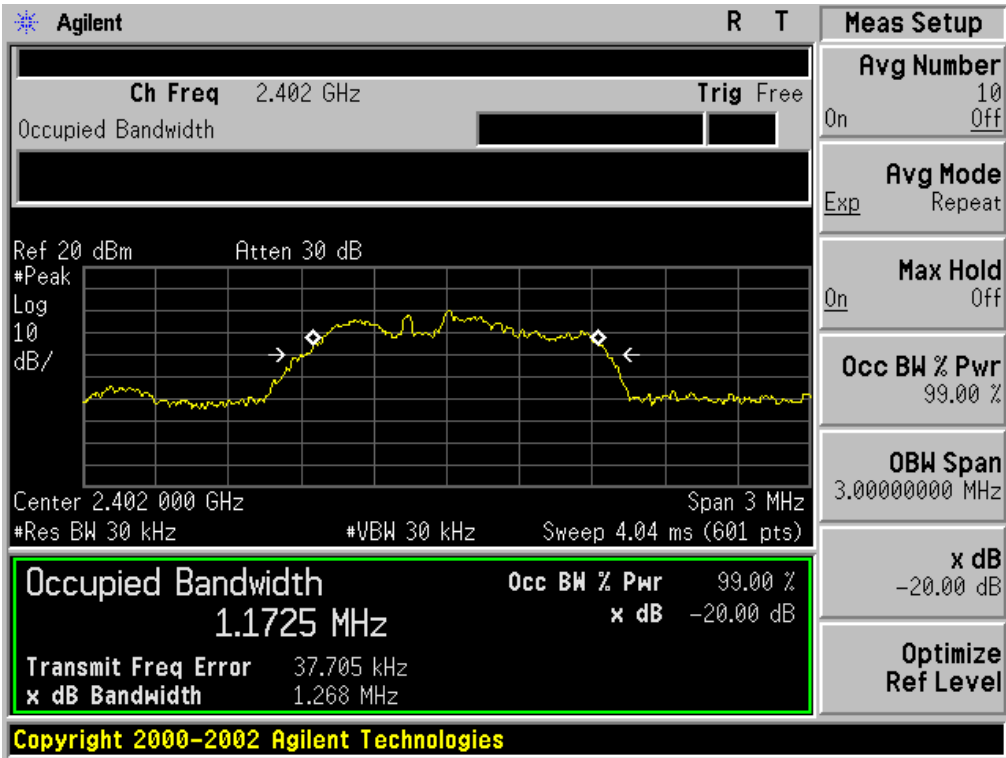 Agilent R T
Ch Freq 2.402 GHz Trig Free
Occupied Bandwidth
Ref 20 dBm Atten 30 dB
#Peak
Log
10
dB/
Center 2.402 000 GHz Span 3 MHz
#Res BW 30 kHz #VBW 30 kHz Sweep 4.04 ms (601 pts)
Occupied Bandwidth Occ BW % Pwr 99.00 %
1.1725 MHz x dB -20.00 dB
Transmit Freq Error 37.705 kHz
x dB Bandwidth 1.268 MHz
Copyright 2000-2002 Agilent Technologies
Meas Setup
Avg Number
10
On Off
Avg Mode
Exp Repeat
Max Hold
On Off
Occ BW % Pwr
99.00 %
OBW Span
3.00000000 MHz
x dB
-20.00 dB
Optimize
Ref Level